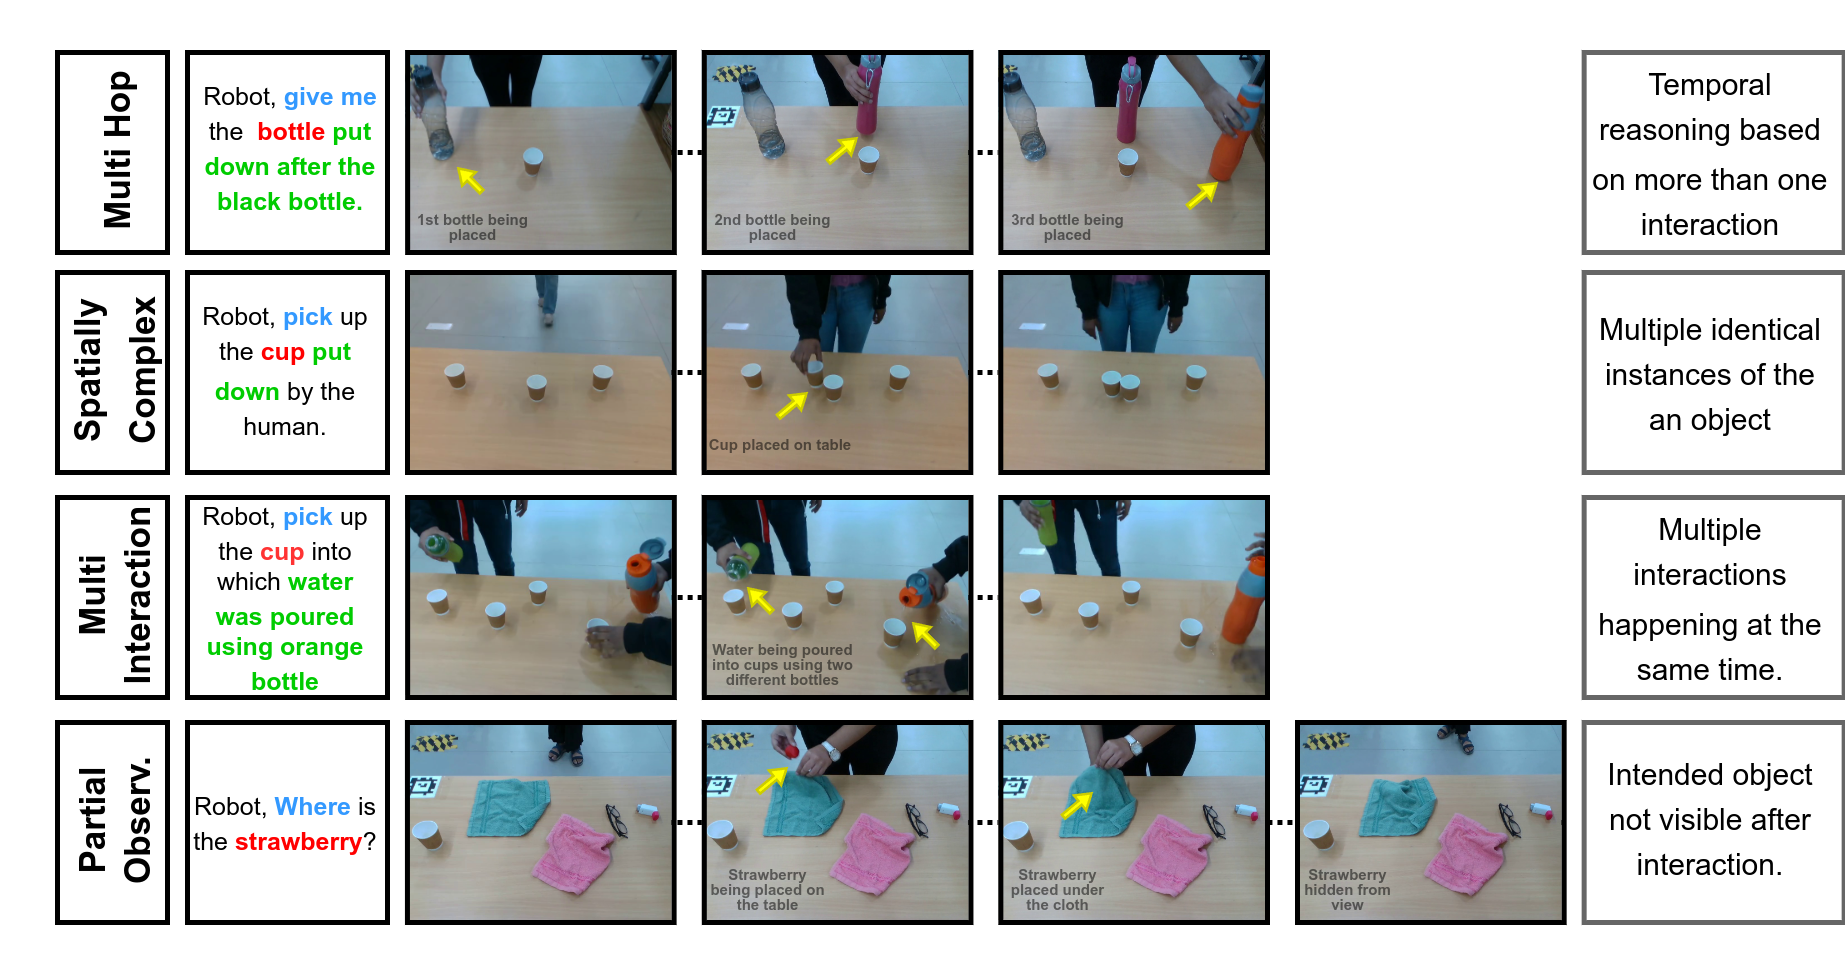 Multi Hop
Robot, give me
the bottle put
down after the
black bottle.
1st bottle being
placed
2nd bottle being
placed
3rd bottle being
placed
Temporal
reasoning based
on more than one
interaction
Spatially
Complex
Robot, pick up
the cup put
down by the
human.
Cup placed on table
Multiple identical
instances of the
an object
Multi
Interaction
Robot, pick up
the cup into
which water
was poured
using orange
bottle
Water being poured
into cups using two
different bottles
Multiple
interactions
happening at the
same time.
Partial
Observ.
Robot, Where is
the strawberry?
Strawberry
being placed on
the table
Strawberry
placed under
the cloth
Strawberry
hidden from
view
Intended object
not visible after
interaction.